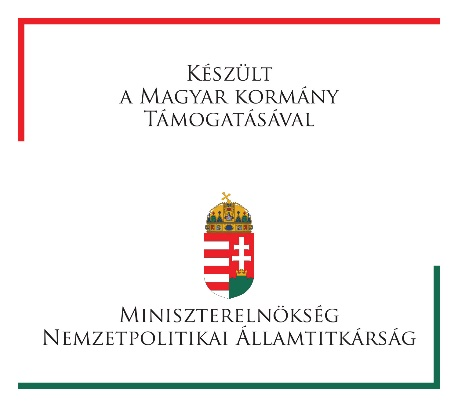 Készült
a Magyar kormány
Támogatásával
Miniszterelnökség
Nemzetpolitikai Államtitkárság